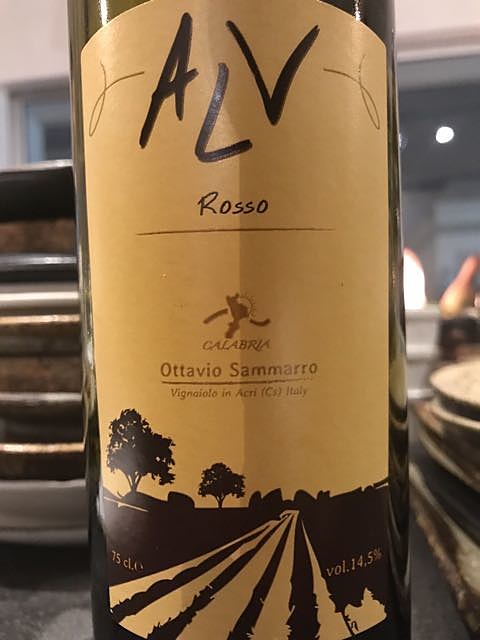 ALV
Rosso
CALABRIA
Ottavio Sammarro
Vignaiolo in Acri (Cs) Italy
75 cl.e
vol.14,5%